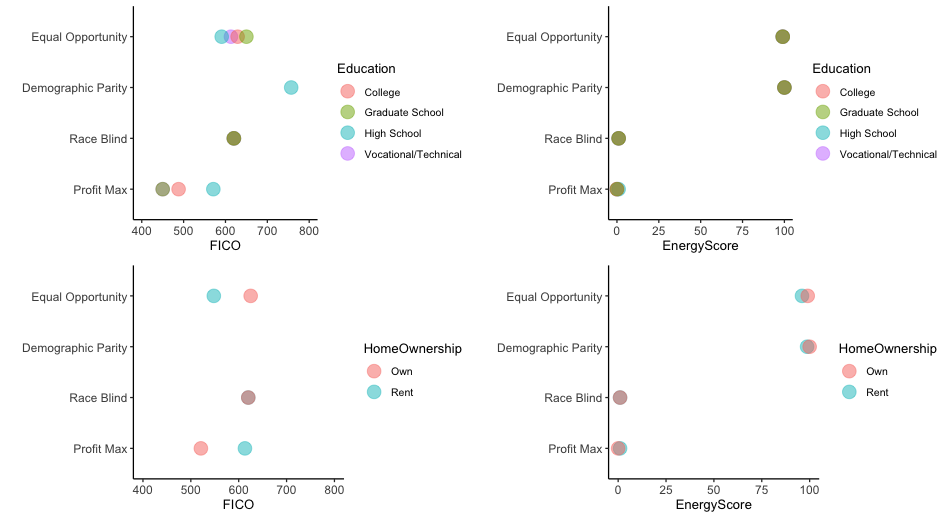 Equal Opportunity
Demographic Parity
Race Blind
Profit Max
400 500 600 700 800
FICO
Education
College
Graduate School
High School
Vocational/Technical
Equal Opportunity
Demographic Parity
Race Blind
Profit Max
0 25 50 75 100
EnergyScore
Education
College
Graduate School
High School
Vocational/Technical
Equal Opportunity
Demographic Parity
Race Blind
Profit Max
400 500 600 700 800
FICO
HomeOwnership
Own
Rent
Equal Opportunity
Demographic Parity
Race Blind
Profit Max
0 25 50 75 100
EnergyScore
HomeOwnership
Own
Rent